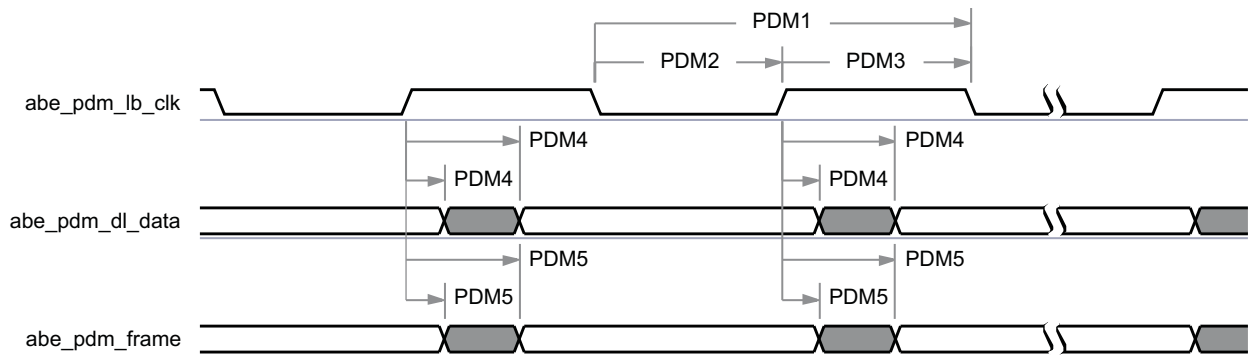 PDM1
PDM2 PDM3
abe_pdm_lb_clk
PDM4 PDM4
PDM4 PDM4
abe_pdm_dl_data
PDM5 PDM5
PDM5 PDM5
abe_pdm_frame